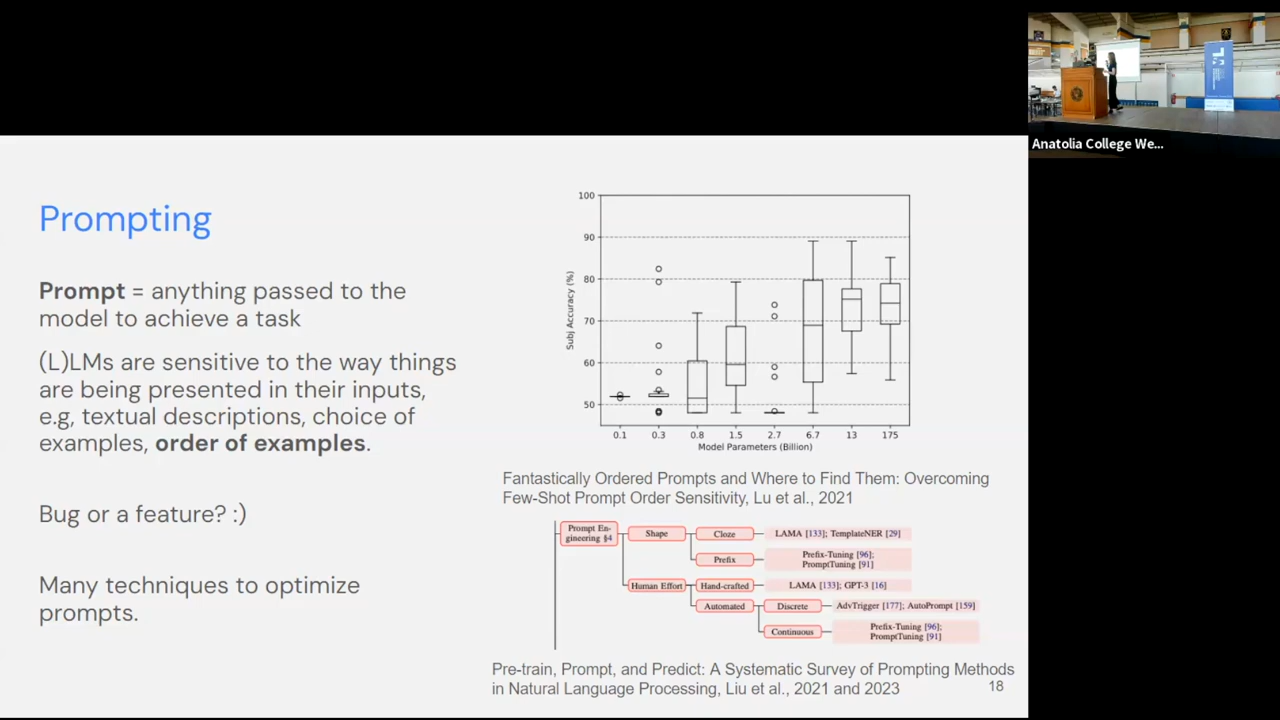 Anatolia College We...
Prompting
Prompt = anything passed to the
model to achieve a task
(L)LMs are sensitive to the way things
are being presented in their inputs,
e.g, textual descriptions, choice of
examples, order of examples.
Bug or a feature? :)
Many techniques to optimize
prompts.
100
90
80
70
60
50
Subj Accuracy (%)
0.1 0.3 0.8 1.5 2.7 6.7 13 175
Model Parameters (Billion)
Fantastically Ordered Prompts and Where to Find Them: Overcoming
Few-Shot Prompt Order Sensitivity, Lu et al., 2021
Prompt En-
gineering §4
Shape
Cloze
LAMA [133]; TemplateNER [29]
Prefix
Prefix-Tuning [96];
PromptTuning [91]
Human Effort
Hand-crafted
LAMA [133]; GPT-3 [16]
Automated
Discrete
AdvTrigger [177]; AutoPrompt [159]
Continuous
Prefix-Tuning [96];
PromptTuning [91]
Pre-train, Prompt, and Predict: A Systematic Survey of Prompting Methods
in Natural Language Processing, Liu et al., 2021 and 2023
18